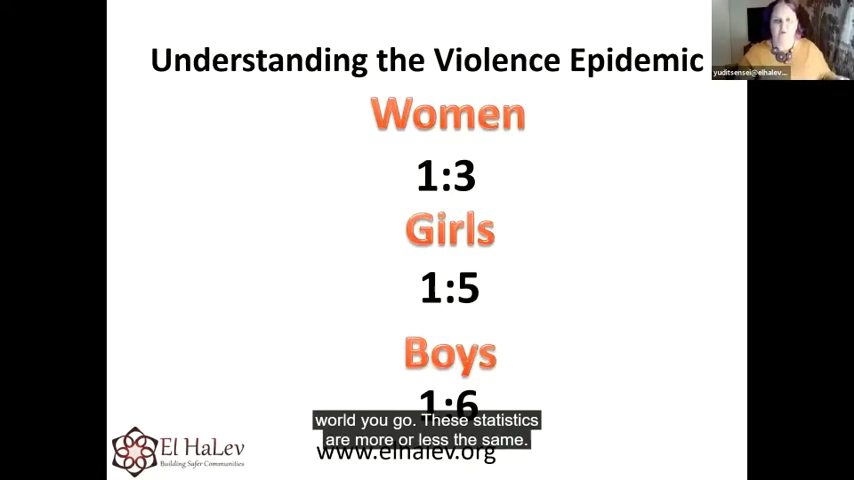 Understanding the Violence Epidemic
yuditsensei@elhalev...
Women
1:3
Girls
1:5
Boys
1:6
world you go. These statistics
are more or less the same.
El HaLev
Building Safer Communities
www.elhalev.org